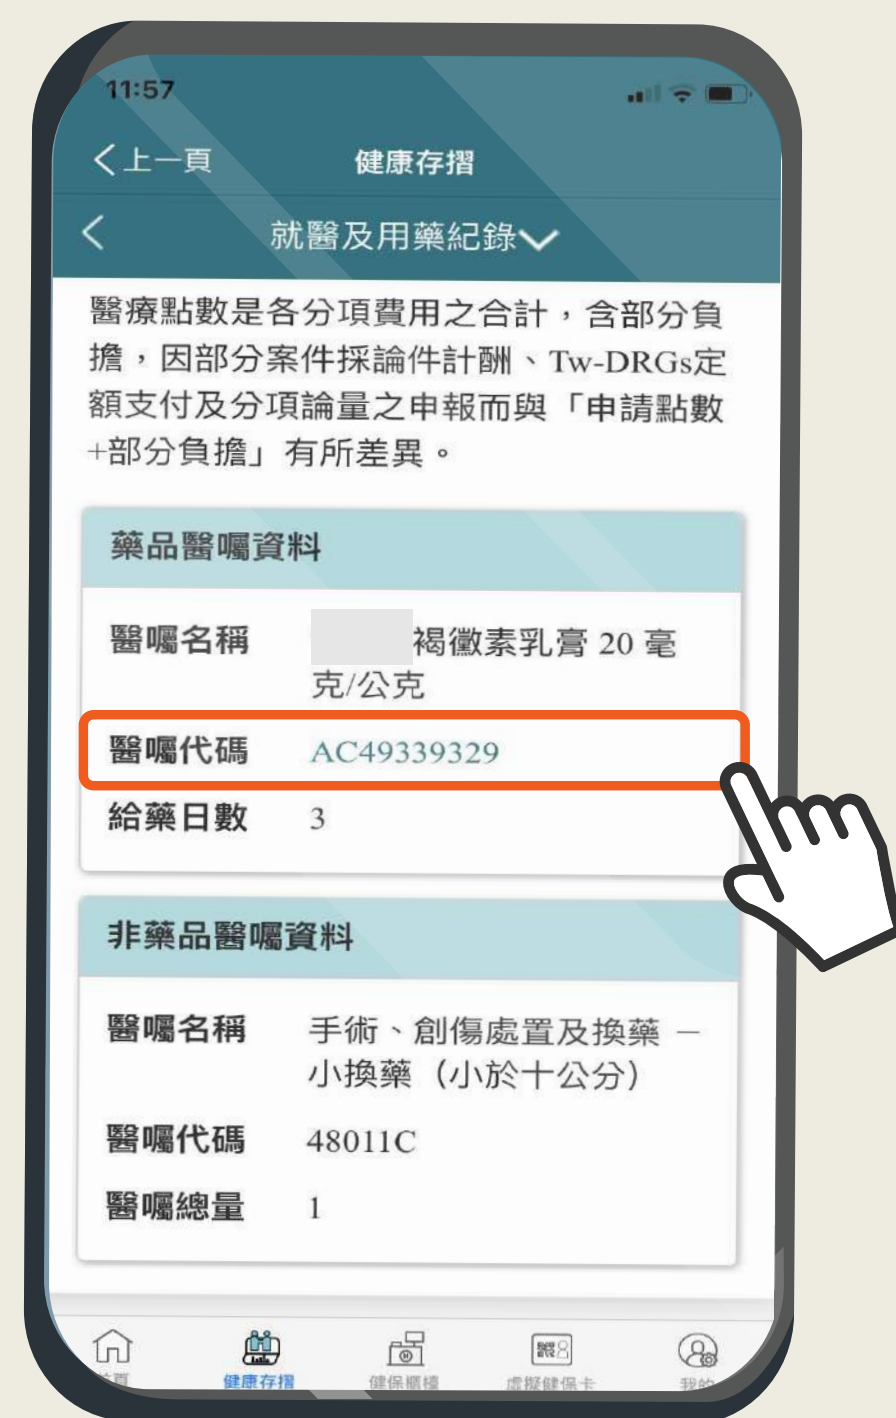 11:57
上一頁
健康存摺
就醫及用藥紀錄
醫療點數是各分項費用之合計，含部分負
擔，因部分案件採論件計酬、Tw-DRGs定
額支付及分項論量之申報而與「申請點數
+部分負擔」有所差異。
藥品醫囑資料
醫囑名稱
褐黴素乳膏 20 毫
克/公克
醫囑代碼 AC49339329
給藥日數 3
非藥品醫囑資料
醫囑名稱
手術、創傷處置及換藥 —
小換藥（小於十公分）
醫囑代碼 48011C
醫囑總量 1
首頁
健康存摺
健保櫃檯
虛擬健保卡
我的